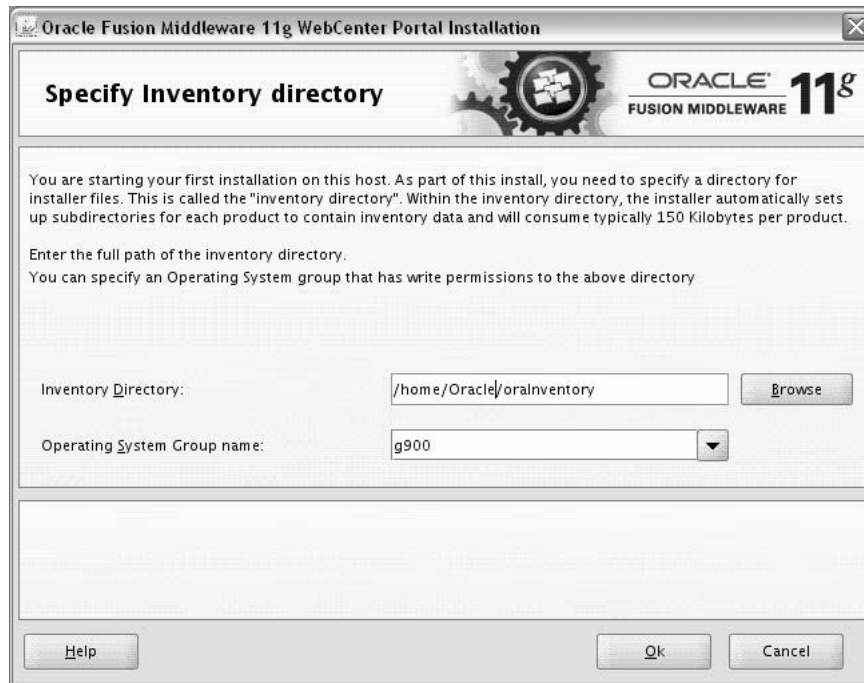 Oracle Fusion Middleware 11g WebCenter Portal Installation
Specify Inventory directory
ORACLE
FUSION MIDDLEWARE 11g
You are starting your first installation on this host. As part of this install, you need to specify a directory for
installer files. This is called the "inventory directory". Within the inventory directory, the installer automatically sets
up subdirectories for each product to contain inventory data and will consume typically 150 Kilobytes per product.
Enter the full path of the inventory directory.
You can specify an Operating System group that has write permissions to the above directory
Inventory Directory: /home/Oracle/oraInventory Browse
Operating System Group name: g900
Help Ok Cancel